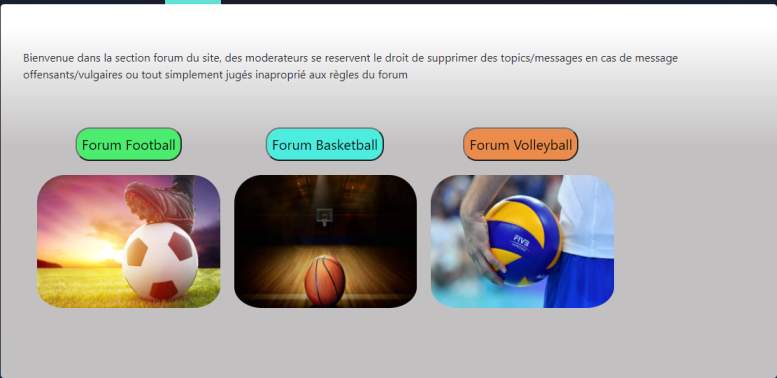 Bienvenue dans la section forum du site, des moderateurs se reservent le droit de supprimer des topics/messages en cas de message
offensants/vulgaires ou tout simplement jugés inaproprié aux règles du forum
Forum Football
Forum Basketball
Forum Volleyball
FIVB